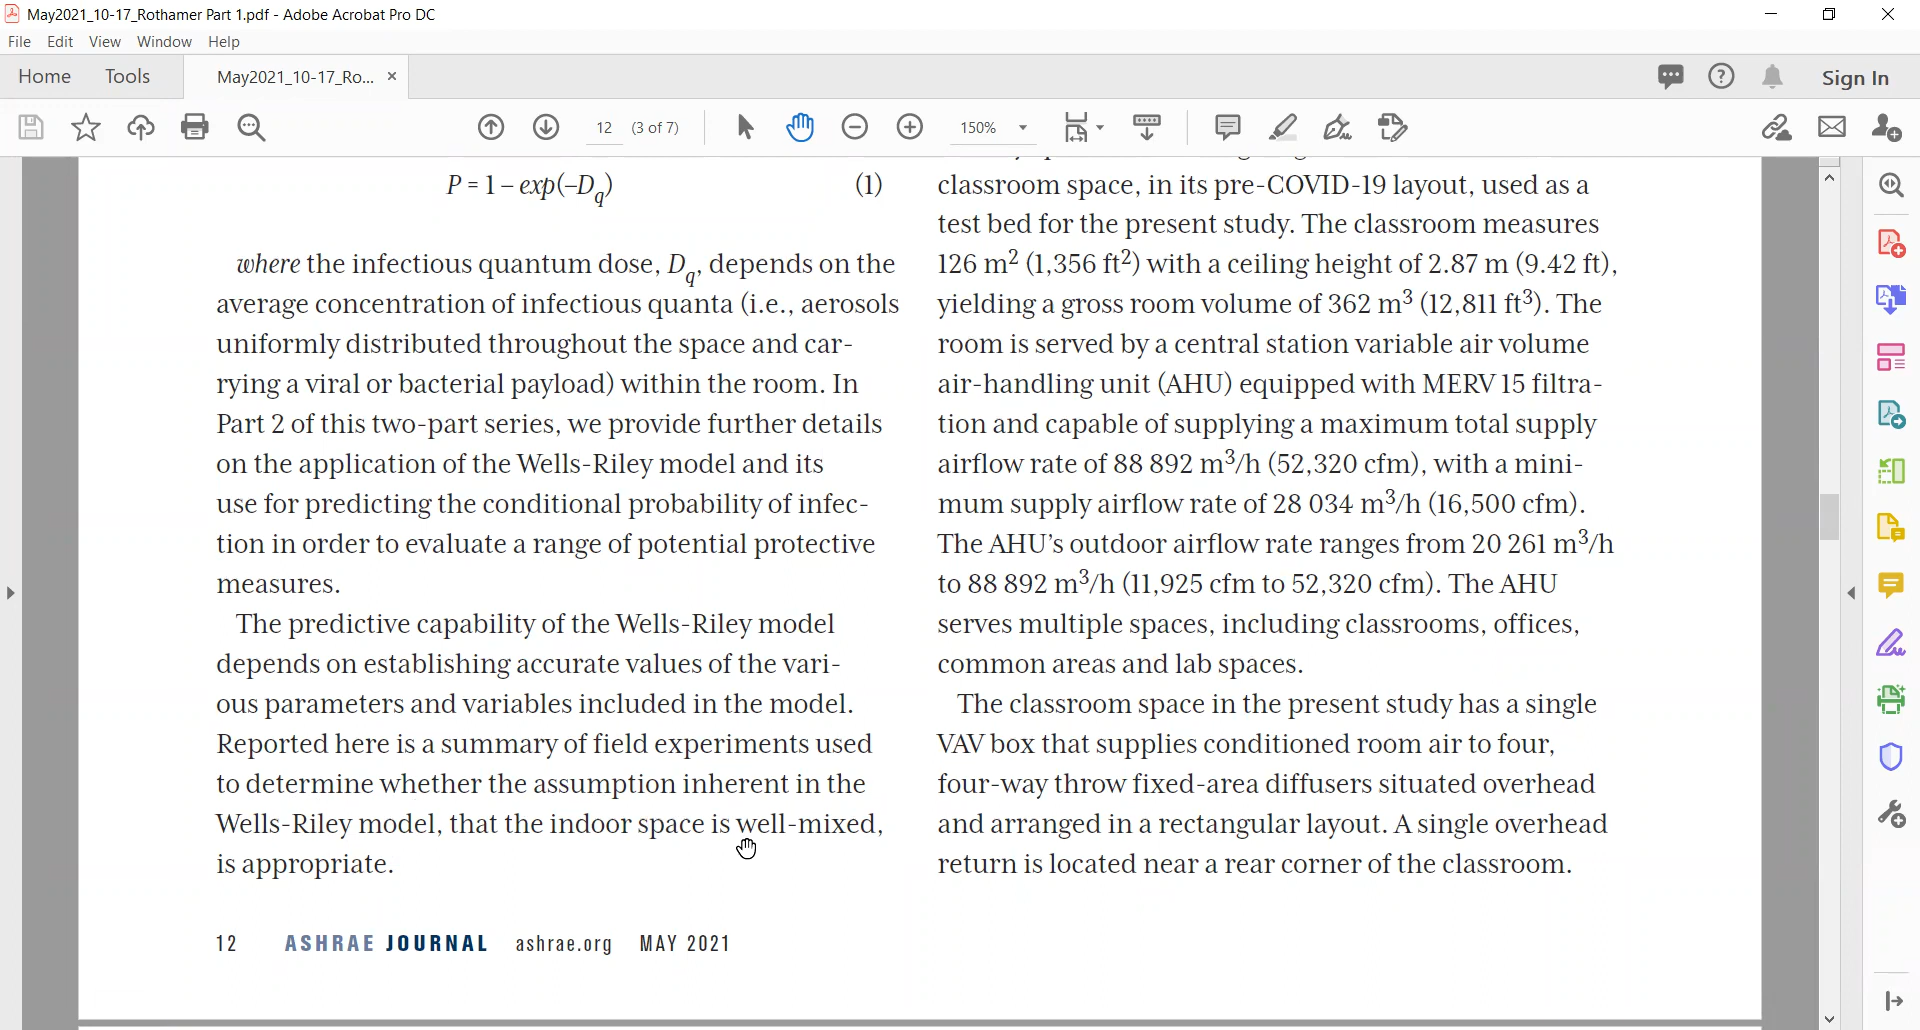 May2021_10-17_Rothamer Part 1.pdf - Adobe Acrobat Pro DC
File Edit View Window Help
Home Tools May2021_10-17_Ro... × Sign In
12 (3 of 7) 150%
P = 1 – exp(–Dq) (1)
where the infectious quantum dose, Dq, depends on the
average concentration of infectious quanta (i.e., aerosols
uniformly distributed throughout the space and car-
rying a viral or bacterial payload) within the room. In
Part 2 of this two-part series, we provide further details
on the application of the Wells-Riley model and its
use for predicting the conditional probability of infec-
tion in order to evaluate a range of potential protective
measures.
The predictive capability of the Wells-Riley model
depends on establishing accurate values of the vari-
ous parameters and variables included in the model.
Reported here is a summary of field experiments used
to determine whether the assumption inherent in the
Wells-Riley model, that the indoor space is well-mixed,
is appropriate.
classroom space, in its pre-COVID-19 layout, used as a
test bed for the present study. The classroom measures
126 m² (1,356 ft²) with a ceiling height of 2.87 m (9.42 ft),
yielding a gross room volume of 362 m³ (12,811 ft³). The
room is served by a central station variable air volume
air-handling unit (AHU) equipped with MERV 15 filtra-
tion and capable of supplying a maximum total supply
airflow rate of 88 892 m³/h (52,320 cfm), with a mini-
mum supply airflow rate of 28 034 m³/h (16,500 cfm).
The AHU’s outdoor airflow rate ranges from 20 261 m³/h
to 88 892 m³/h (11,925 cfm to 52,320 cfm). The AHU
serves multiple spaces, including classrooms, offices,
common areas and lab spaces.
The classroom space in the present study has a single
VAV box that supplies conditioned room air to four,
four-way throw fixed-area diffusers situated overhead
and arranged in a rectangular layout. A single overhead
return is located near a rear corner of the classroom.
12 ASHRAE JOURNAL ashrae.org MAY 2021